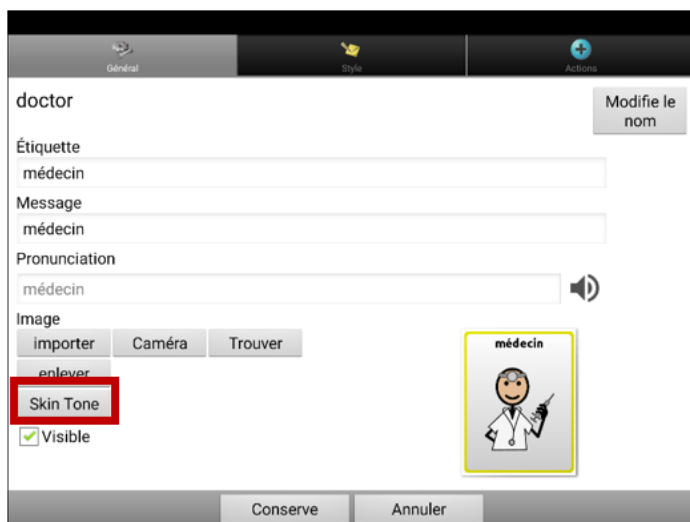 Général
Style
Actions
doctor
Modifie le
nom
Étiquette
médecin
Message
médecin
Pronunciation
médecin
Image
importer
Caméra
Trouver
médecin
enlever
Skin Tone
Visible
Conserve
Annuler